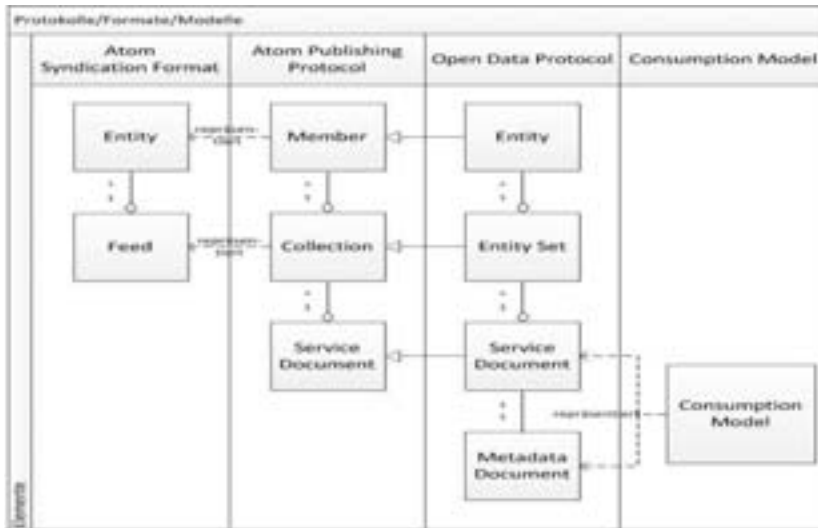 Protokolle/Formate/Modelle
Atom
Syndication Format
Atom Publishing
Protocol
Open Data Protocol
Consumption Model
Entity
Member
Entity
Feed
Collection
Entity Set
Service
Document
Service
Document
Consumption
Model
Metadata
Document